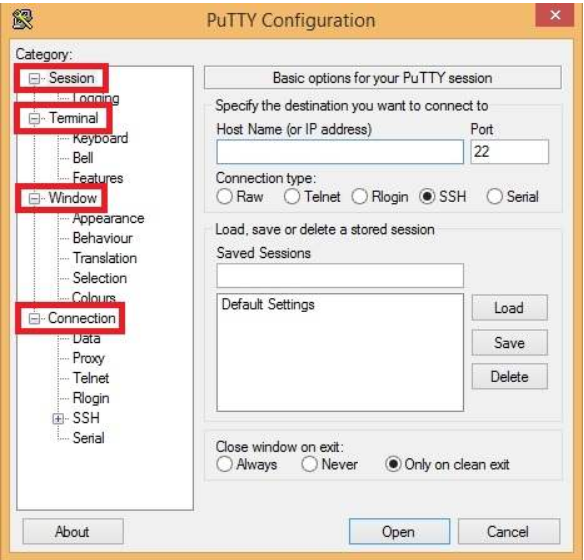 PuTTY Configuration
Category:
Session
Logging
Terminal
Keyboard
Bell
Features
Window
Appearance
Behaviour
Translation
Selection
Colours
Connection
Data
Proxy
Telnet
Rlogin
SSH
Serial
Basic options for your PuTTY session
Specify the destination you want to connect to
Host Name (or IP address) Port
22
Connection type:
Raw Telnet Rlogin SSH Serial
Load, save or delete a stored session
Saved Sessions
Default Settings
Load
Save
Delete
Close window on exit:
Always Never Only on clean exit
About Open Cancel